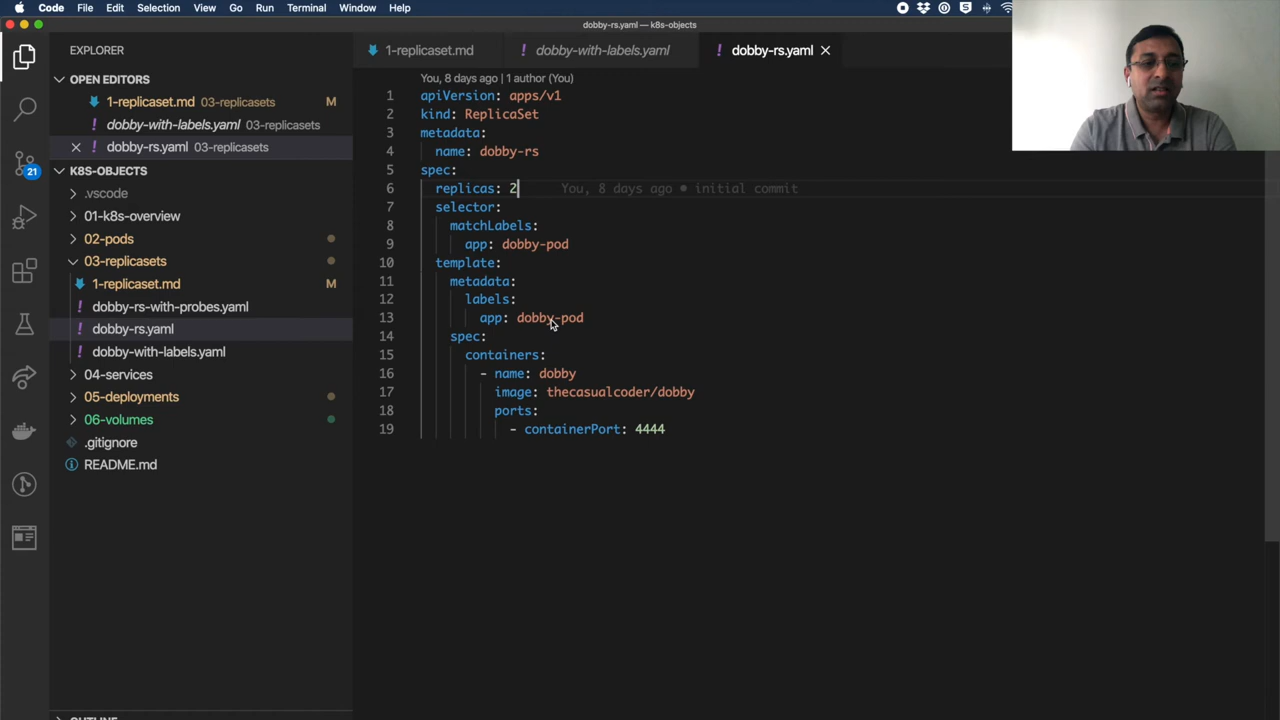 Code File Edit Selection View Go Run Terminal Window Help
dobby-rs.yaml — k8s-objects
EXPLORER
OPEN EDITORS
1-replicaset.md 03-replicasets M
dobby-with-labels.yaml 03-replicasets
dobby-rs.yaml 03-replicasets
K8S-OBJECTS
.vscode
01-k8s-overview
02-pods
03-replicasets
1-replicaset.md M
dobby-rs-with-probes.yaml
dobby-rs.yaml
dobby-with-labels.yaml
04-services
05-deployments
06-volumes
.gitignore
README.md
21
1-replicaset.md
dobby-with-labels.yaml
dobby-rs.yaml
You, 8 days ago | 1 author (You)
1 apiVersion: apps/v1
2 kind: ReplicaSet
3 metadata:
4 name: dobby-rs
5 spec:
6 replicas: 2 You, 8 days ago • initial commit
7 selector:
8 matchLabels:
9 app: dobby-pod
10 template:
11 metadata:
12 labels:
13 app: dobby-pod
14 spec:
15 containers:
16 - name: dobby
17 image: thecasualcoder/dobby
18 ports:
19 - containerPort: 4444